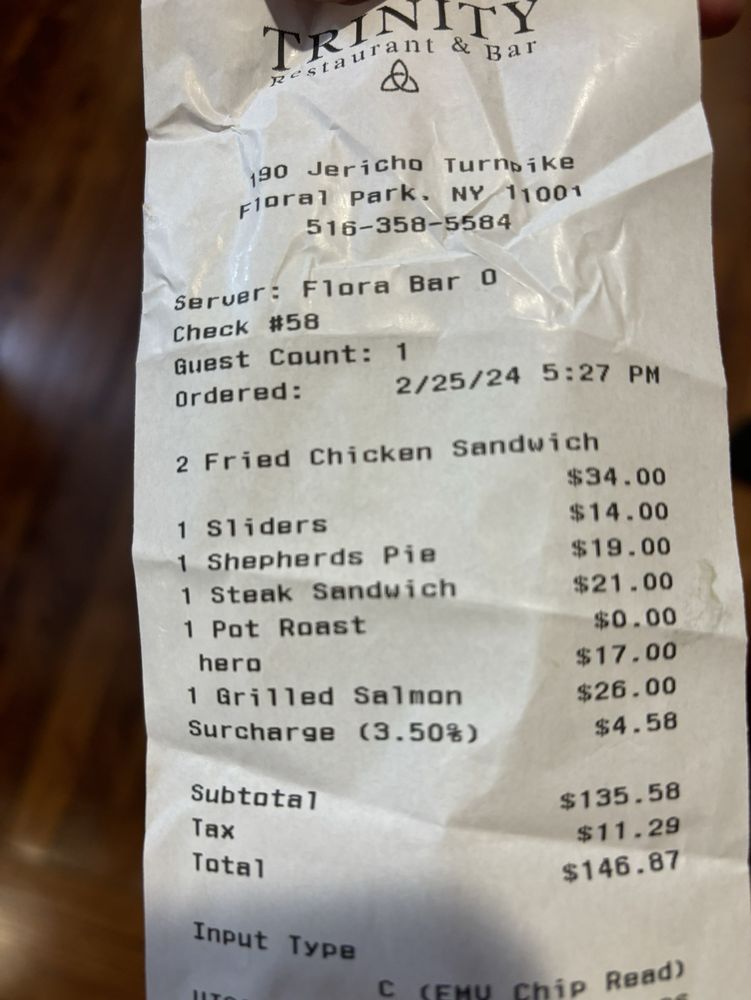 TRINITY
Restaurant & Bar
190 Jericho Turnpike
Floral Park, NY 11001
516-358-5584
Server: Flora Bar O
Check #58
Guest Count: 1
Ordered: 2/25/24 5:27 PM
2 Fried Chicken Sandwich
$34.00
1 Sliders $14.00
1 Shepherds Pie $19.00
1 Steak Sandwich $21.00
1 Pot Roast $0.00
hero $17.00
1 Grilled Salmon $26.00
Surcharge (3.50%) $4.58
Subtotal $135.58
Tax $11.29
Total $146.87
Input Type
C (EMV Chip Read)